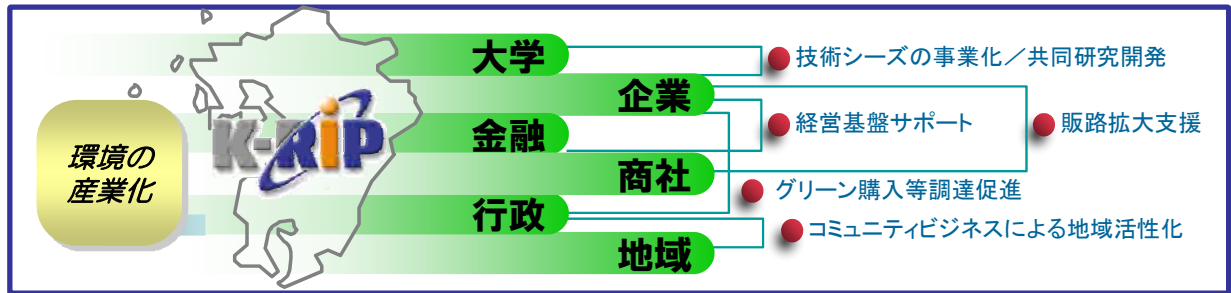 環境の
産業化
K-RiP
大学
企業
金融
商社
行政
地域
技術シーズの事業化／共同研究開発
経営基盤サポート
販路拡大支援
グリーン購入等調達促進
コミュニティビジネスによる地域活性化